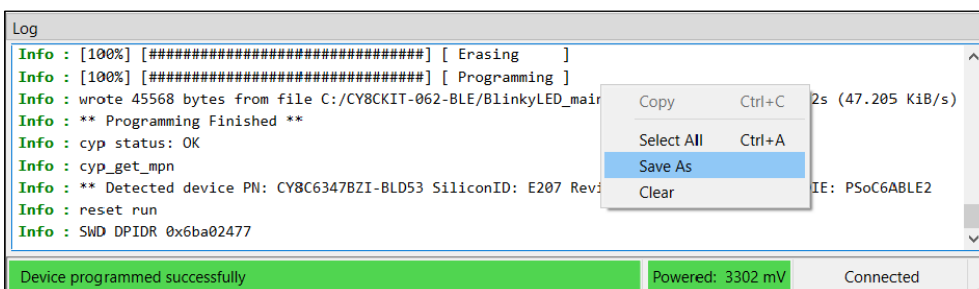 Log
Info : [100%] [################################] [ Erasing     ]
Info : [100%] [################################] [ Programming ]
Info : wrote 45568 bytes from file C:/CY8CKIT-062-BLE/BlinkyLED_mai 2s (47.205 KiB/s)
Info : ** Programming Finished **
Info : cyp status: OK
Info : cyp_get_mpn
Info : ** Detected device PN: CY8C6347BZI-BLD53 SiliconID: E207 Revi IE: PSoC6ABLE2
Info : reset run
Info : SWD DPIDR 0x6ba02477
Copy Ctrl+C
Select All Ctrl+A
Save As
Clear
Device programmed successfully Powered: 3302 mV Connected